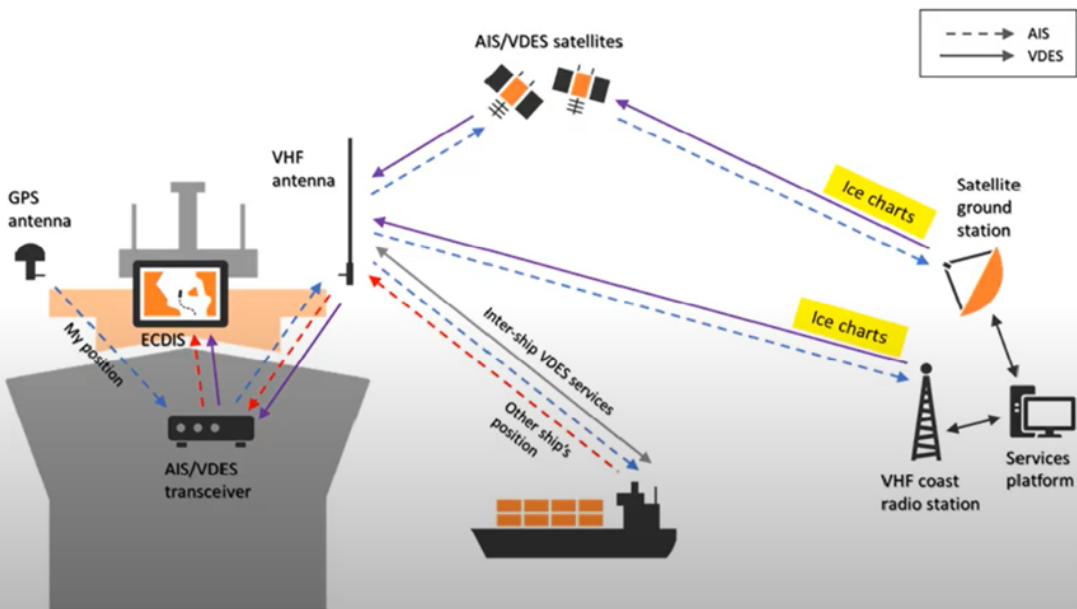 AIS/VDES satellites
AIS
VDES
VHF
antenna
GPS
antenna
Ice charts
Satellite
ground
station
Ice charts
ECDIS
My position
Inter-ship VDES services
Other ship's
position
AIS/VDES
transceiver
VHF coast
radio station
Services
platform